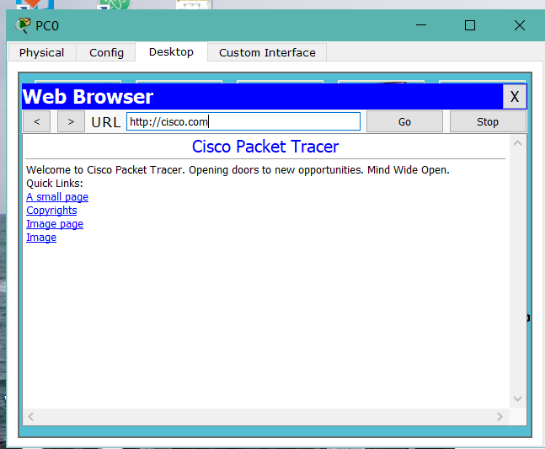 PC0
Physical Config Desktop Custom Interface
Web Browser X
< > URL http://cisco.com Go Stop
Cisco Packet Tracer
Welcome to Cisco Packet Tracer. Opening doors to new opportunities. Mind Wide Open.
Quick Links:
A small page
Copyrights
Image page
Image